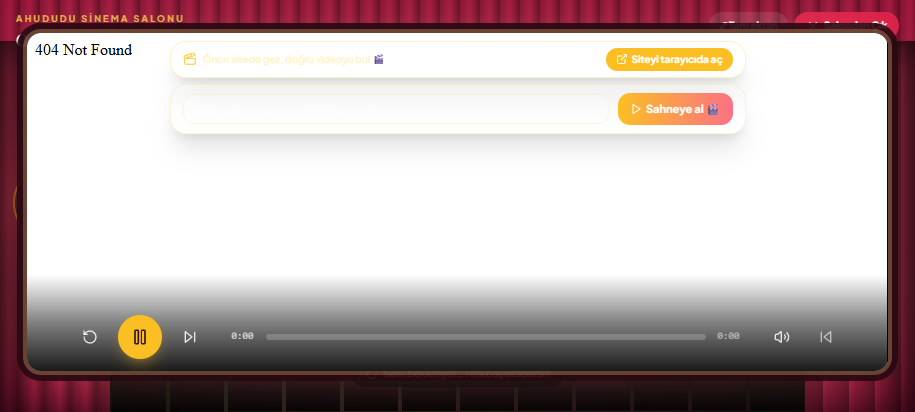 AHUDUDU SİNEMA SALONU
404 Not Found
Önce sitede gez, doğru videoyu bul 🎬
Siteyi tarayıcıda aç
Sahneye al 🎬
0:00
0:00